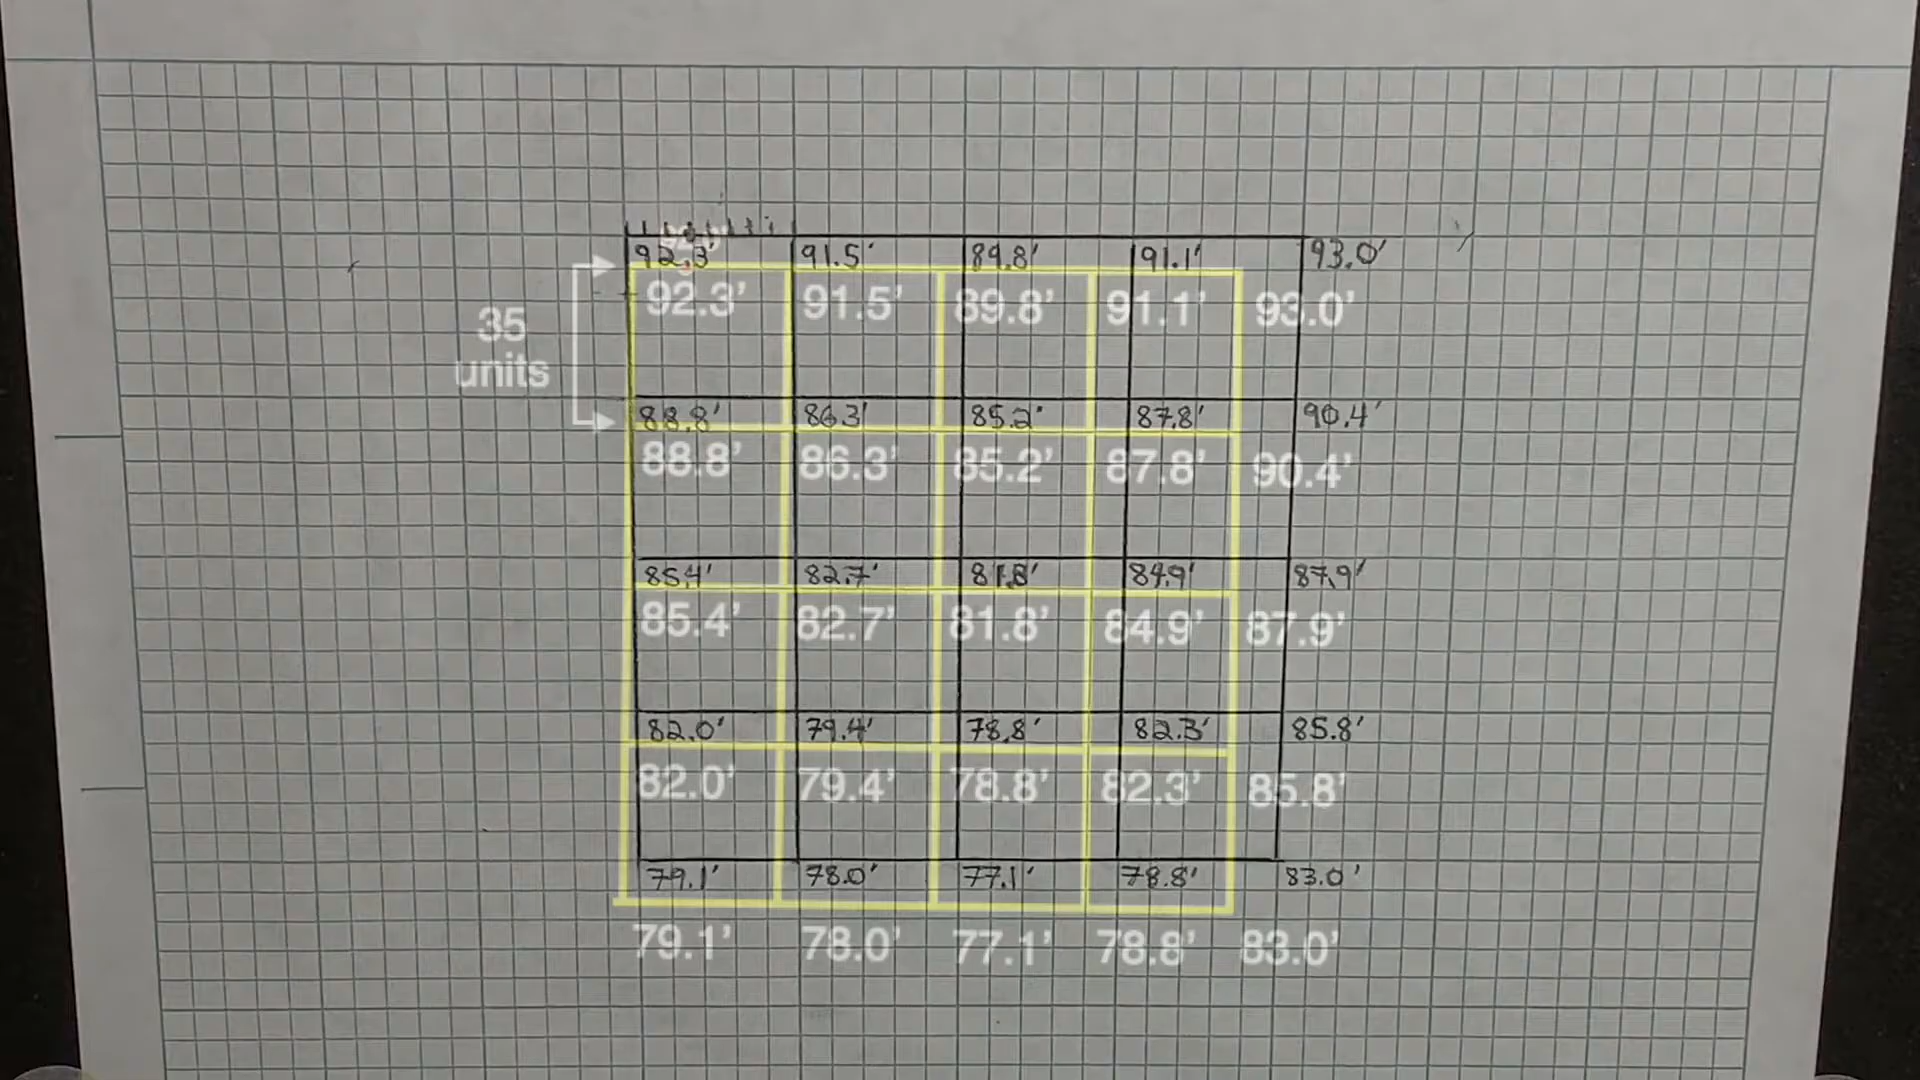 92.3' 91.5' 89.8' 91.1' 93.0'
92.3' 91.5' 89.8' 91.1' 93.0'
35
units
88.8' 86.3' 85.2' 87.8' 90.4'
88.8' 86.3' 85.2' 87.8' 90.4'
85.4' 82.7' 81.8' 84.9' 87.9'
85.4' 82.7' 81.8' 84.9' 87.9'
82.0' 79.4' 78.8' 82.3' 85.8'
82.0' 79.4' 78.8' 82.3' 85.8'
79.1' 78.0' 77.1' 78.8' 83.0'
79.1' 78.0' 77.1' 78.8' 83.0'